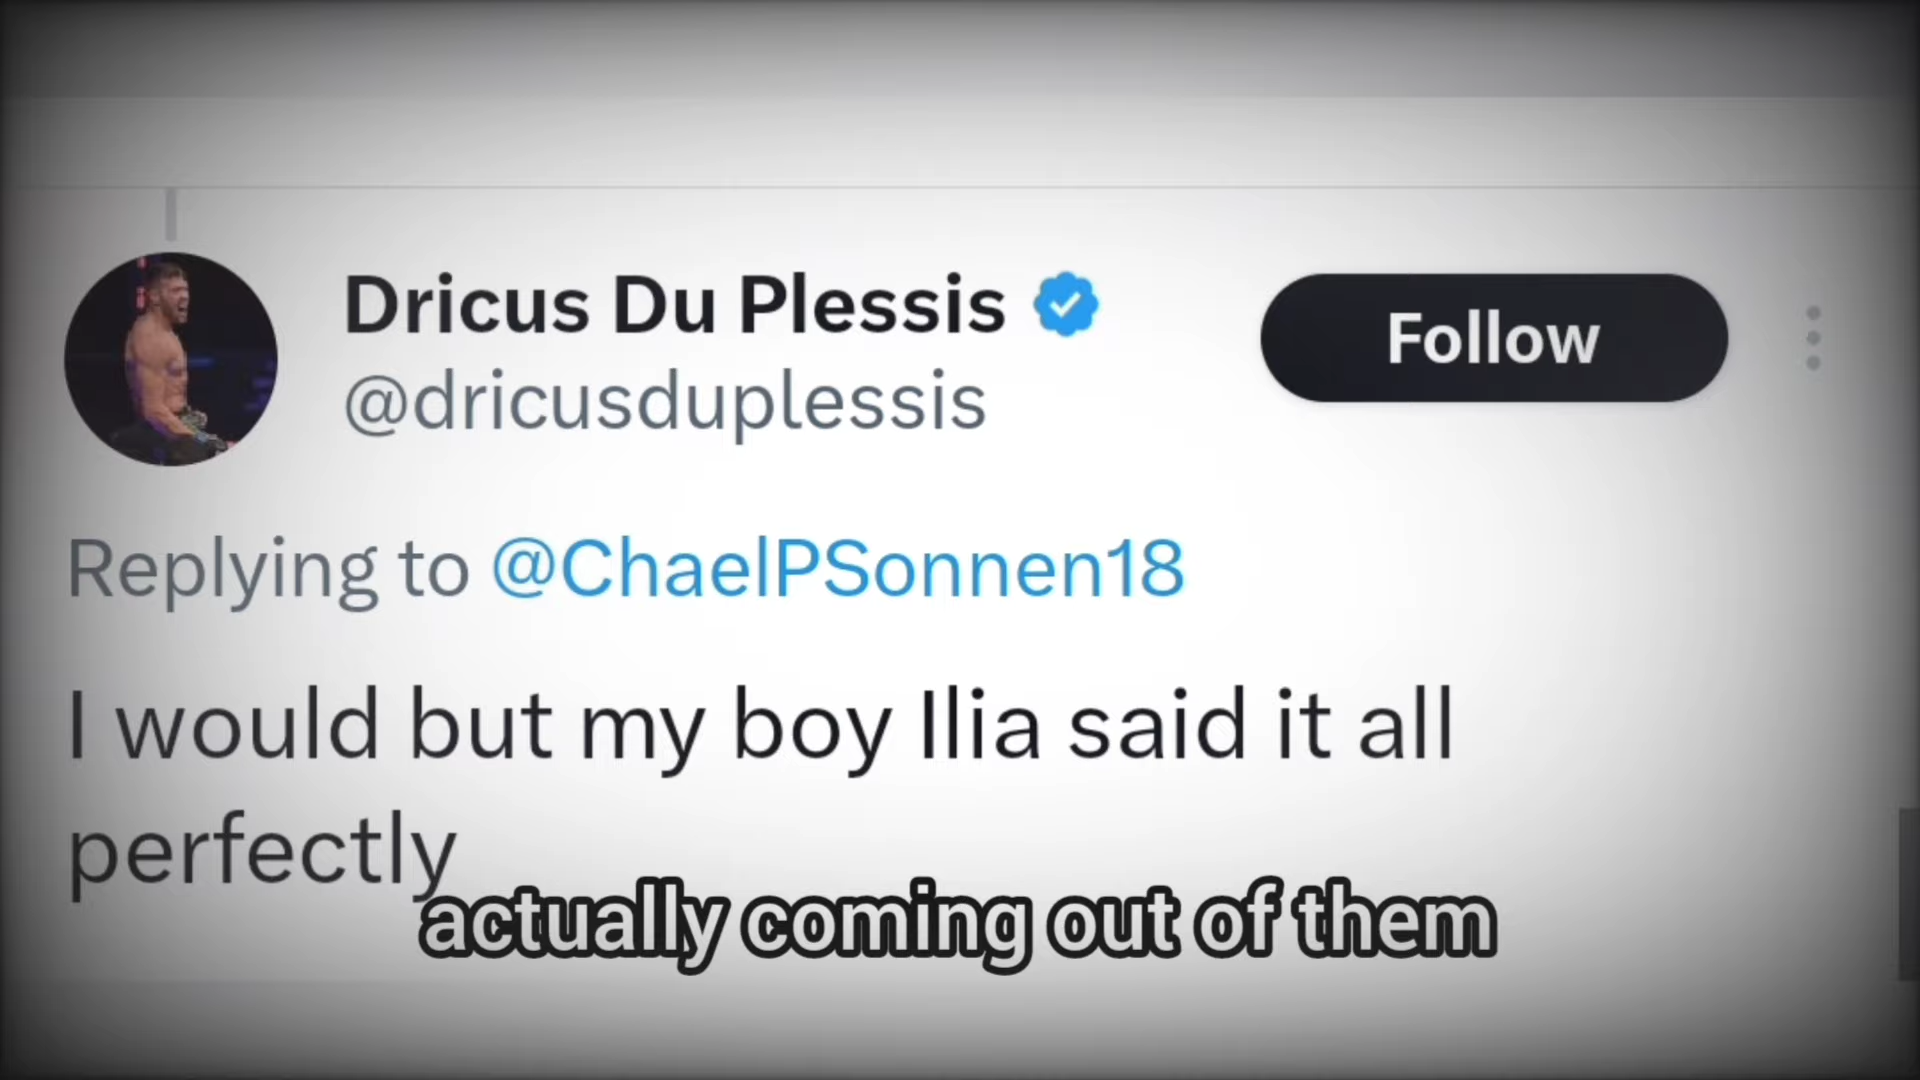 Dricus Du Plessis
Follow
@dricusduplessis
Replying to @ChaelPSonnen18
I would but my boy Ilia said it all
perfectly
actually coming out of them